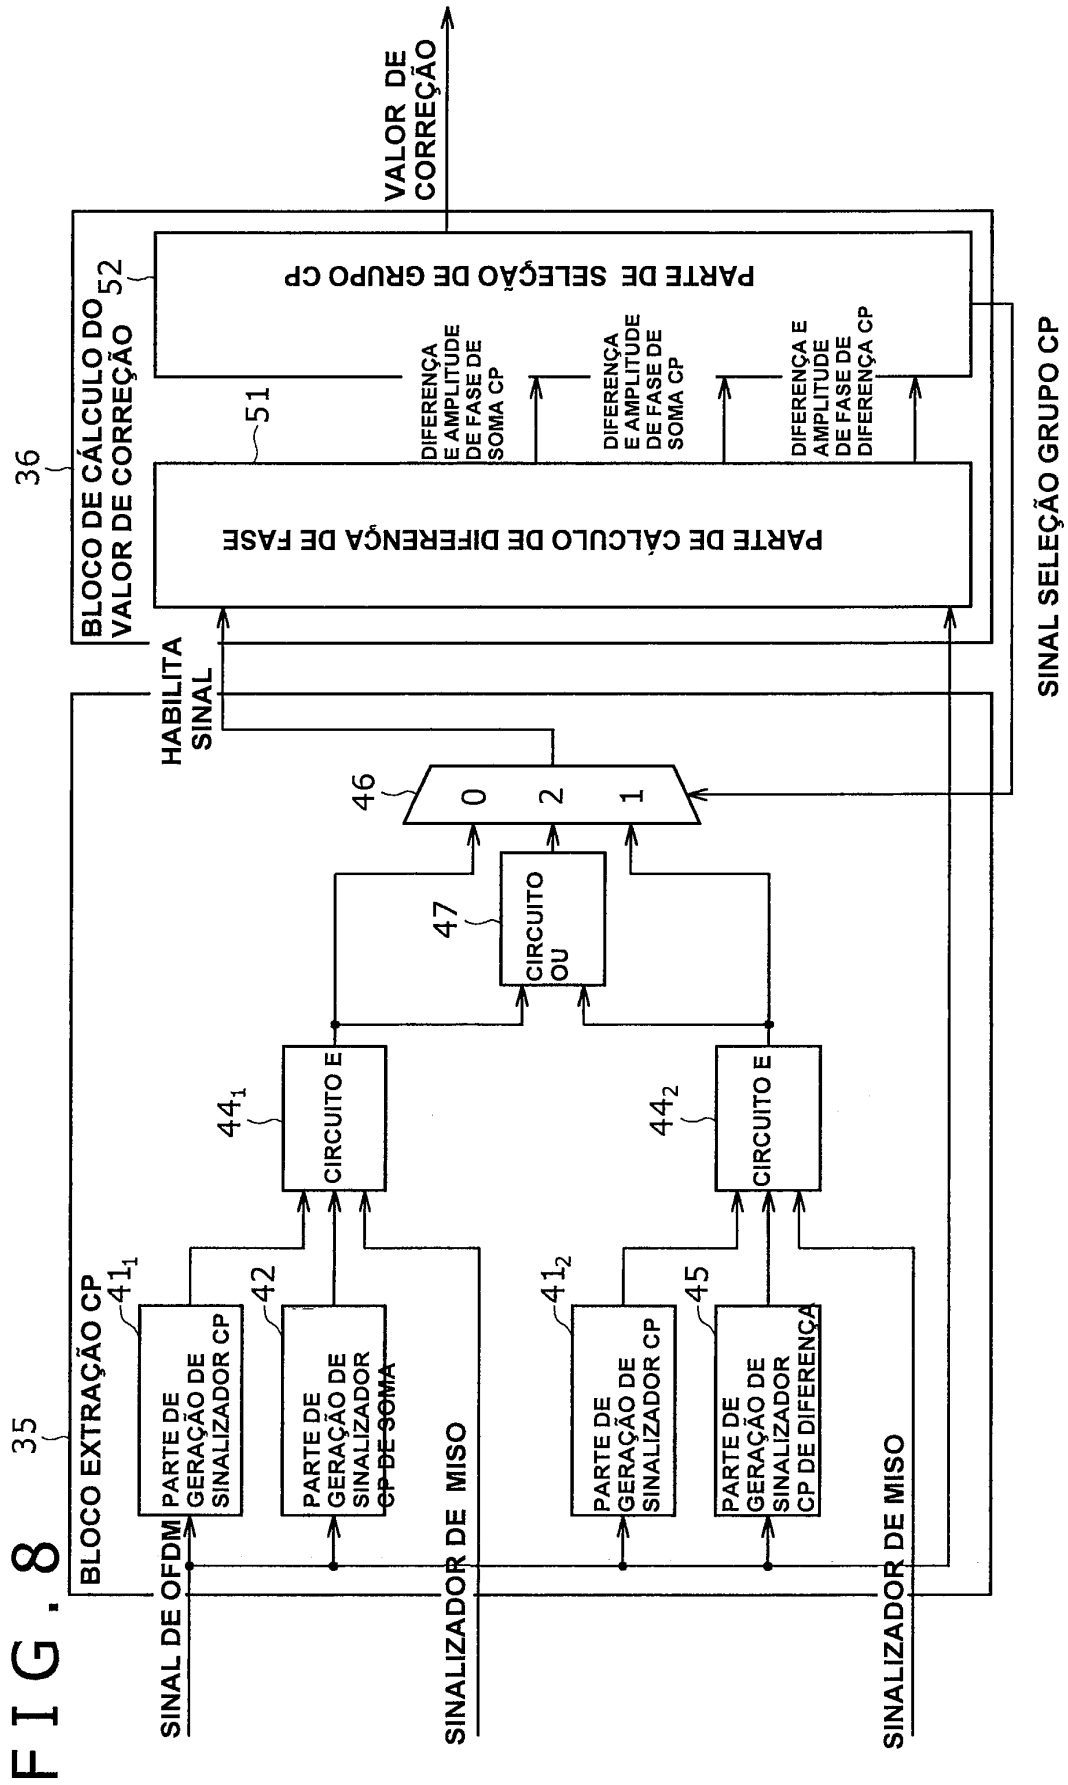 FIG. 8
35
BLOCO EXTRAÇÃO CP
SINAL DE OFDM
41₁
PARTE DE
GERAÇÃO DE
SINALIZADOR CP
42
PARTE DE
GERAÇÃO DE
SINALIZADOR
CP DE SOMA
SINALIZADOR DE MISO
41₂
PARTE DE
GERAÇÃO DE
SINALIZADOR CP
45
PARTE DE
GERAÇÃO DE
SINALIZADOR
CP DE DIFERENÇA
SINALIZADOR DE MISO
44₁
CIRCUITO E
44₂
CIRCUITO E
47
CIRCUITO
OU
46
0
2
1
HABILITA
SINAL
36
BLOCO DE CÁLCULO DO
VALOR DE CORREÇÃO
51
PARTE DE CÁLCULO DE DIFERENÇA DE FASE
DIFERENÇA
E AMPLITUDE
DE FASE DE
SOMA CP
DIFERENÇA
E AMPLITUDE
DE FASE DE
SOMA CP
DIFERENÇA E
AMPLITUDE
DE FASE DE
DIFERENÇA CP
52
PARTE DE SELEÇÃO DE GRUPO CP
VALOR DE
CORREÇÃO
SINAL SELEÇÃO GRUPO CP